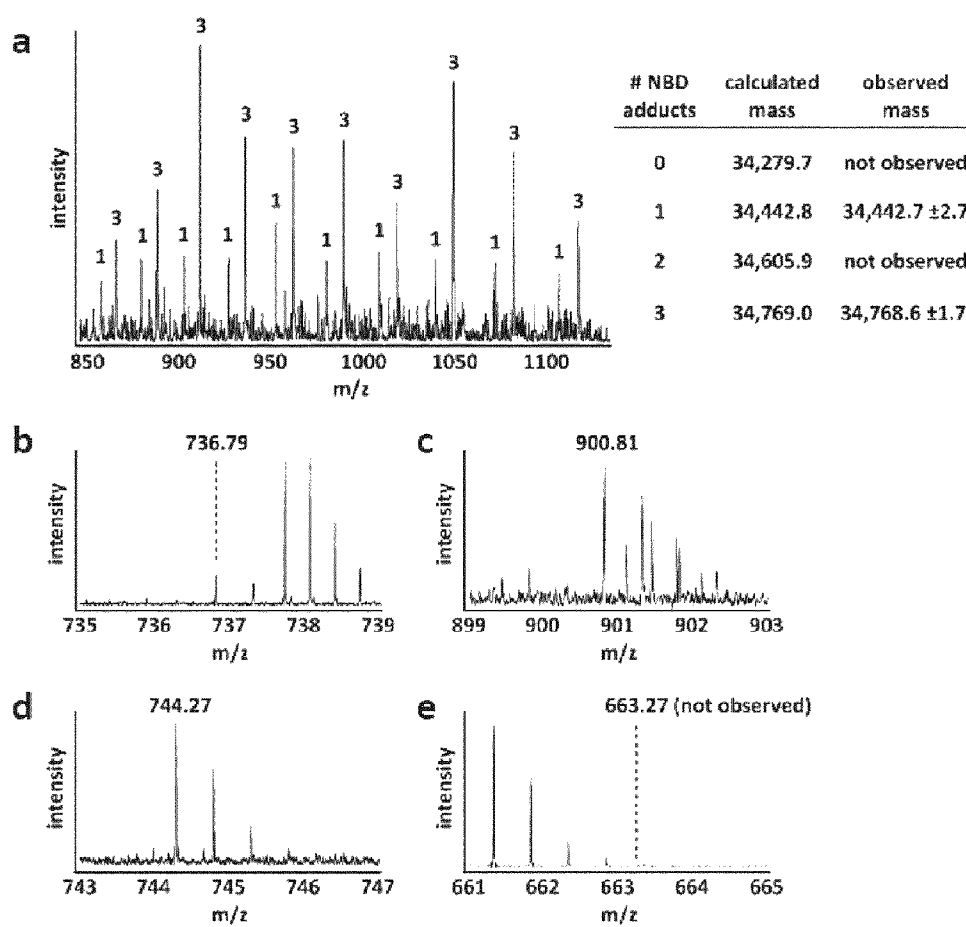 a
intensity
3
3
3
3
3
3
3
3
3
3
1
1
1
1
1
1
1
1
1
1
850 900 950 1000 1050 1100
m/z
# NBD adducts calculated mass observed mass
0 34,279.7 not observed
1 34,442.8 34,442.7 ±2.7
2 34,605.9 not observed
3 34,769.0 34,768.6 ±1.7
b
736.79
intensity
735 736 737 738 739
m/z
c
900.81
intensity
899 900 901 902 903
m/z
d
744.27
intensity
743 744 745 746 747
m/z
e
663.27 (not observed)
intensity
661 662 663 664 665
m/z